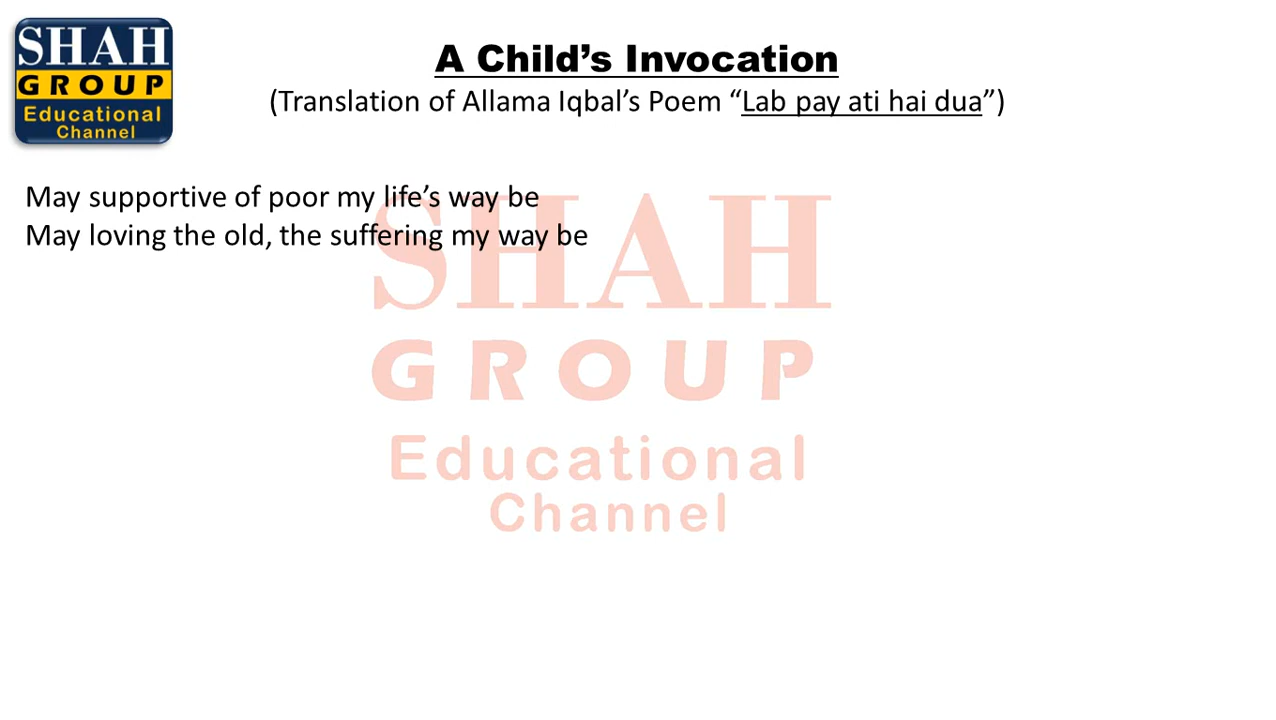 SHAH
GROUP
Educational
Channel
A Child’s Invocation
(Translation of Allama Iqbal’s Poem “Lab pay ati hai dua”)
May supportive of poor my life’s way be
May loving the old, the suffering my way be
SHAH
GROUP
Educational
Channel